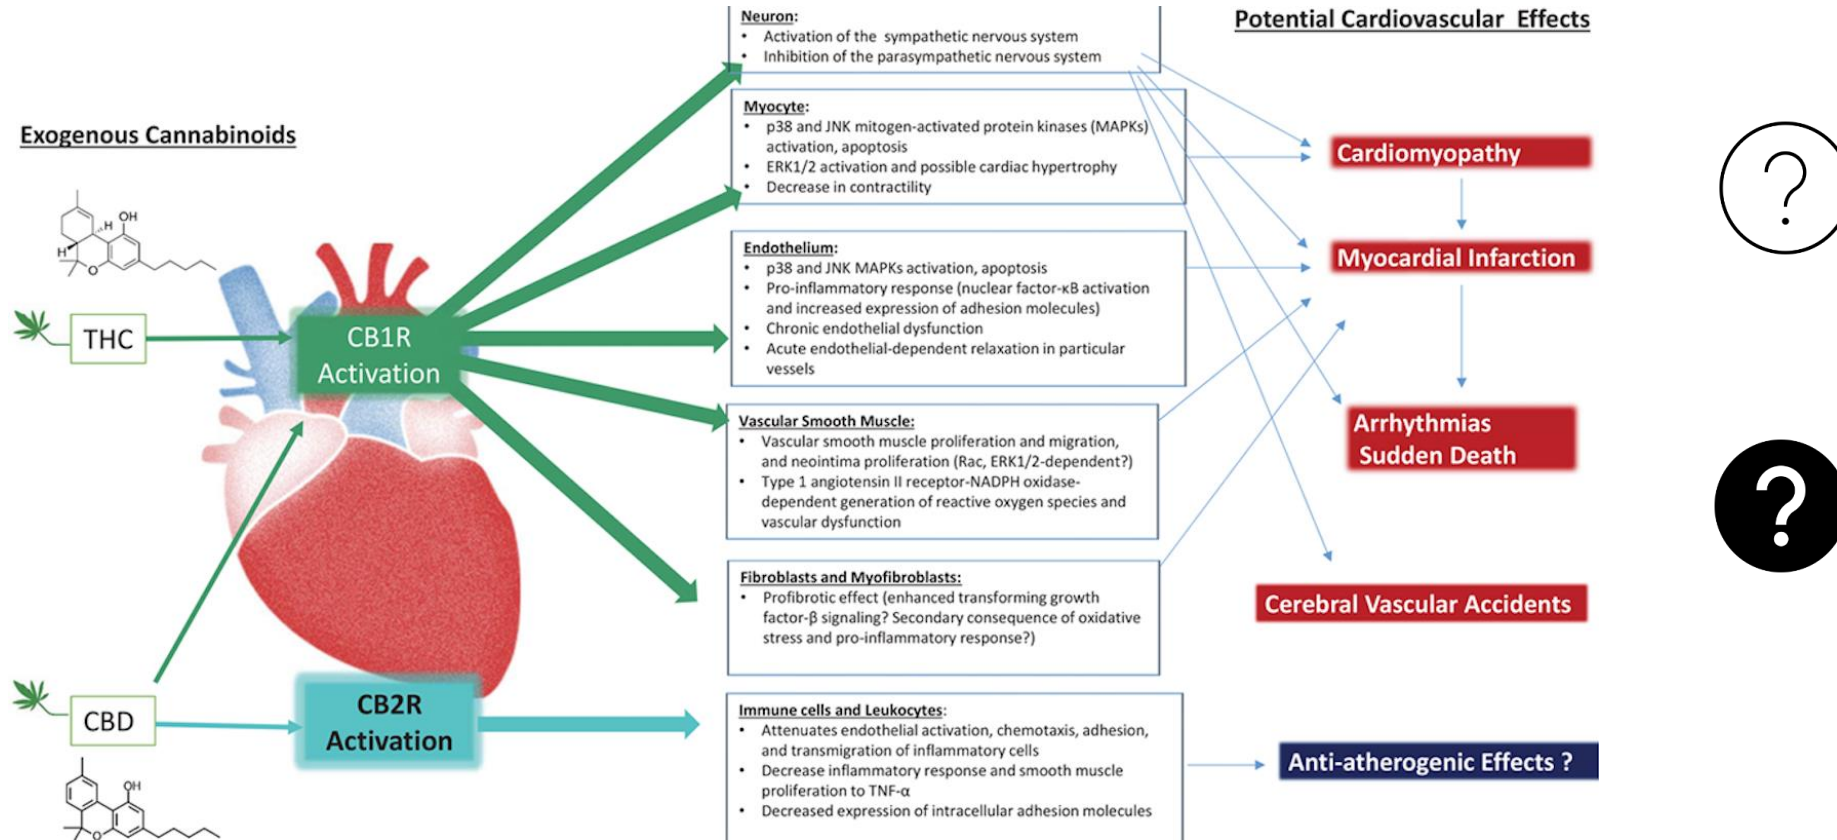 Neuron:
• Activation of the sympathetic nervous system
• Inhibition of the parasympathetic nervous system
Potential Cardiovascular Effects
Myocyte:
• p38 and JNK mitogen-activated protein kinases (MAPKs)
activation, apoptosis
• ERK1/2 activation and possible cardiac hypertrophy
• Decrease in contractility
Exogenous Cannabinoids
Cardiomyopathy
?
OH
H
H
O
Endothelium:
• p38 and JNK MAPKs activation, apoptosis
• Pro-inflammatory response (nuclear factor-κB activation
and increased expression of adhesion molecules)
• Chronic endothelial dysfunction
• Acute endothelial-dependent relaxation in particular
vessels
Myocardial Infarction
THC
CB1R
Activation
Vascular Smooth Muscle:
• Vascular smooth muscle proliferation and migration,
and neointima proliferation (Rac, ERK1/2-dependent?)
• Type 1 angiotensin II receptor-NADPH oxidase-
dependent generation of reactive oxygen species and
vascular dysfunction
Arrhythmias
Sudden Death
?
Fibroblasts and Myofibroblasts:
• Profibrotic effect (enhanced transforming growth
factor-β signaling? Secondary consequence of oxidative
stress and pro-inflammatory response?)
Cerebral Vascular Accidents
CBD
CB2R
Activation
Immune cells and Leukocytes:
• Attenuates endothelial activation, chemotaxis, adhesion,
and transmigration of inflammatory cells
• Decrease inflammatory response and smooth muscle
proliferation to TNF-α
• Decreased expression of intracellular adhesion molecules
Anti-atherogenic Effects ?
OH
O